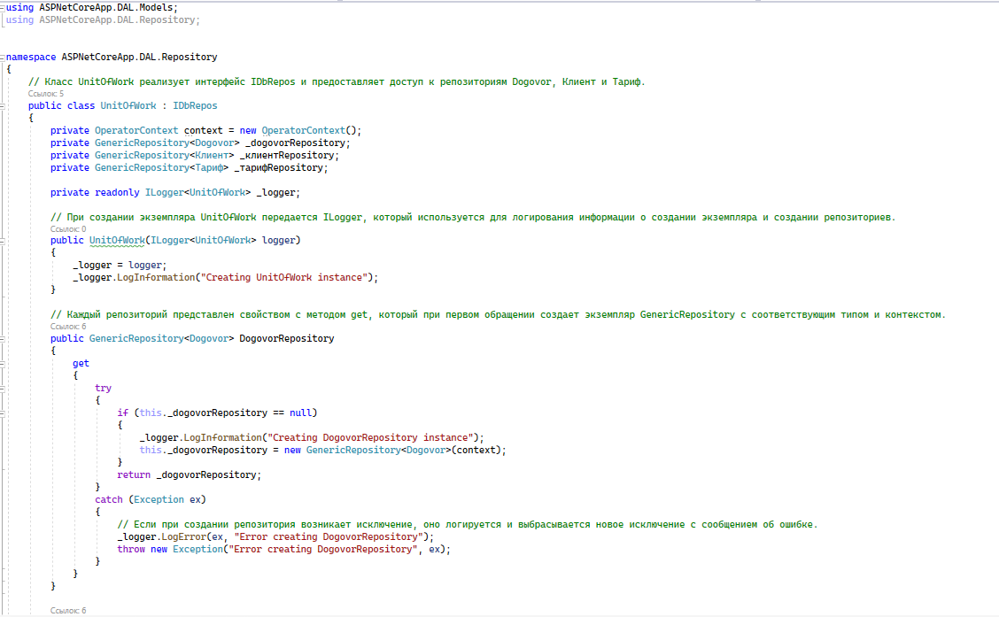 using ASPNetCoreApp.DAL.Models;
using ASPNetCoreApp.DAL.Repository;
namespace ASPNetCoreApp.DAL.Repository
{
// Класс UnitOfWork реализует интерфейс IDbRepos и предоставляет доступ к репозиториям Dogovor, Клиент и Тариф.
Ссылок: 5
public class UnitOfWork : IDbRepos
{
private OperatorContext context = new OperatorContext();
private GenericRepository<Dogovor> _dogovorRepository;
private GenericRepository<Клиент> _клиентRepository;
private GenericRepository<Тариф> _тарифRepository;
private readonly ILogger<UnitOfWork> _logger;
// При создании экземпляра UnitOfWork передается ILogger, который используется для логирования информации о создании экземпляра и создании репозиториев.
Ссылок: 0
public UnitOfWork(ILogger<UnitOfWork> logger)
{
_logger = logger;
_logger.LogInformation("Creating UnitOfWork instance");
}
// Каждый репозиторий представлен свойством с методом get, который при первом обращении создает экземпляр GenericRepository с соответствующим типом и контекстом.
Ссылок: 6
public GenericRepository<Dogovor> DogovorRepository
{
get
{
try
{
if (this._dogovorRepository == null)
{
_logger.LogInformation("Creating DogovorRepository instance");
this._dogovorRepository = new GenericRepository<Dogovor>(context);
}
return _dogovorRepository;
}
catch (Exception ex)
{
// Если при создании репозитория возникает исключение, оно логируется и выбрасывается новое исключение с сообщением об ошибке.
_logger.LogError(ex, "Error creating DogovorRepository");
throw new Exception("Error creating DogovorRepository", ex);
}
}
}
Ссылок: 6